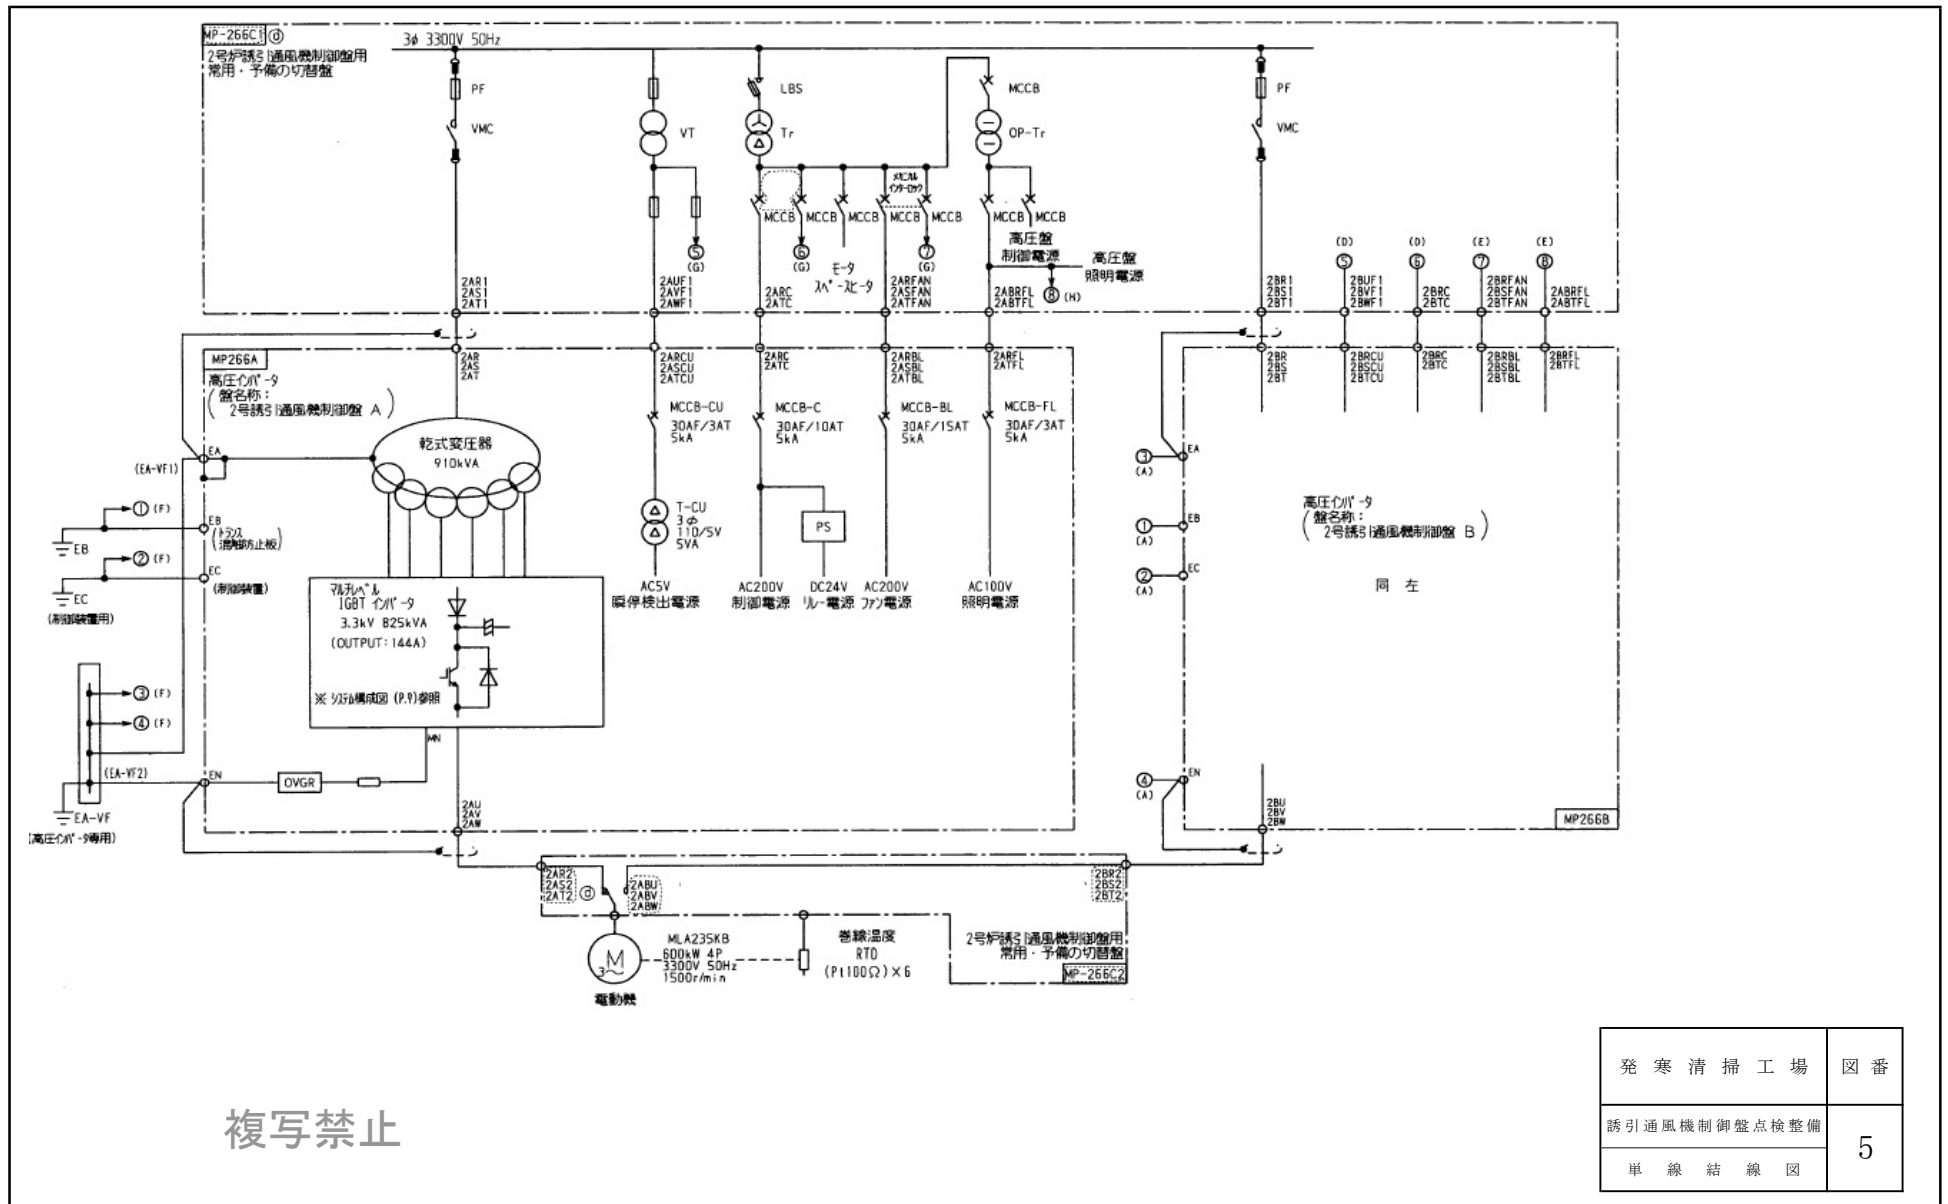 MP-266C1 ⓓ
2号炉誘引通風機制御盤用
常用・予備の切替盤
3φ 3300V 50Hz
PF
VMC
VT
LBS
Tr
MCCB
OP-Tr
PF
VMC
メカニカル
インターロック
MCCB
MCCB
MCCB
MCCB
MCCB
MCCB
MCCB
⑤
(G)
⑥
(G)
モータ
スペースヒータ
⑦
(G)
高圧盤
制御電源
高圧盤
照明電源
⑧ (H)
(D)
⑤
(D)
⑥
(E)
⑦
(E)
⑧
2AR1
2AS1
2AT1
2AUF1
2AVF1
2AWF1
2ARC
2ATC
2ARFAN
2ASFAN
2ATFAN
2ABRFL
2ABTFL
2BR1
2BS1
2BT1
2BUF1
2BVF1
2BWF1
2BRC
2BTC
2BRFAN
2BSFAN
2BTFAN
2ABRFL
2ABTFL
MP266A
高圧インバータ
(盤名称:
2号誘引通風機制御盤 A)
2AR
2AS
2AT
2ARCU
2ASCU
2ATCU
2ARC
2ATC
2ARBL
2ASBL
2ATBL
2ARFL
2ATFL
2BR
2BS
2BT
2BRCU
2BSCU
2BTCU
2BRC
2BTC
2BRBL
2BSBL
2BTBL
2BRFL
2BTFL
乾式変圧器
910kVA
MCCB-CU
30AF/3AT
5kA
MCCB-C
30AF/10AT
5kA
MCCB-BL
30AF/15AT
5kA
MCCB-FL
30AF/3AT
5kA
EA
(EA-VF1)
① (F)
EB
(トランス
混触防止板)
EB
② (F)
EC
(制御装置)
EC
(制御装置用)
T-CU
3φ
110/5V
5VA
PS
AC5V
瞬停検出電源
AC200V
制御電源
DC24V
リレー電源
AC200V
ファン電源
AC100V
照明電源
マルチレベル
IGBT インバータ
3.3kV 825kVA
(OUTPUT:144A)
※ システム構成図 (P.9)参照
③ (F)
④ (F)
(EA-VF2)
EN
OVGR
MN
EA-VF
(高圧インバータ専用)
2AU
2AV
2AW
③
(A)
EA
①
(A)
EB
②
(A)
EC
高圧インバータ
(盤名称:
2号誘引通風機制御盤 B)
同 左
④
(A)
EN
2BU
2BV
2BW
MP266B
2AR2
2AS2
2AT2
ⓓ
2ABU
2ABV
2ABW
2BR2
2BS2
2BT2
M
3~
電動機
MLA235KB
600kW 4P
3300V 50Hz
1500r/min
巻線温度
RTD
(Pt100Ω)×6
2号炉誘引通風機制御盤用
常用・予備の切替盤
MP-266C2
複写禁止
発寒清掃工場
図番
誘引通風機制御盤点検整備
単線結線図
5